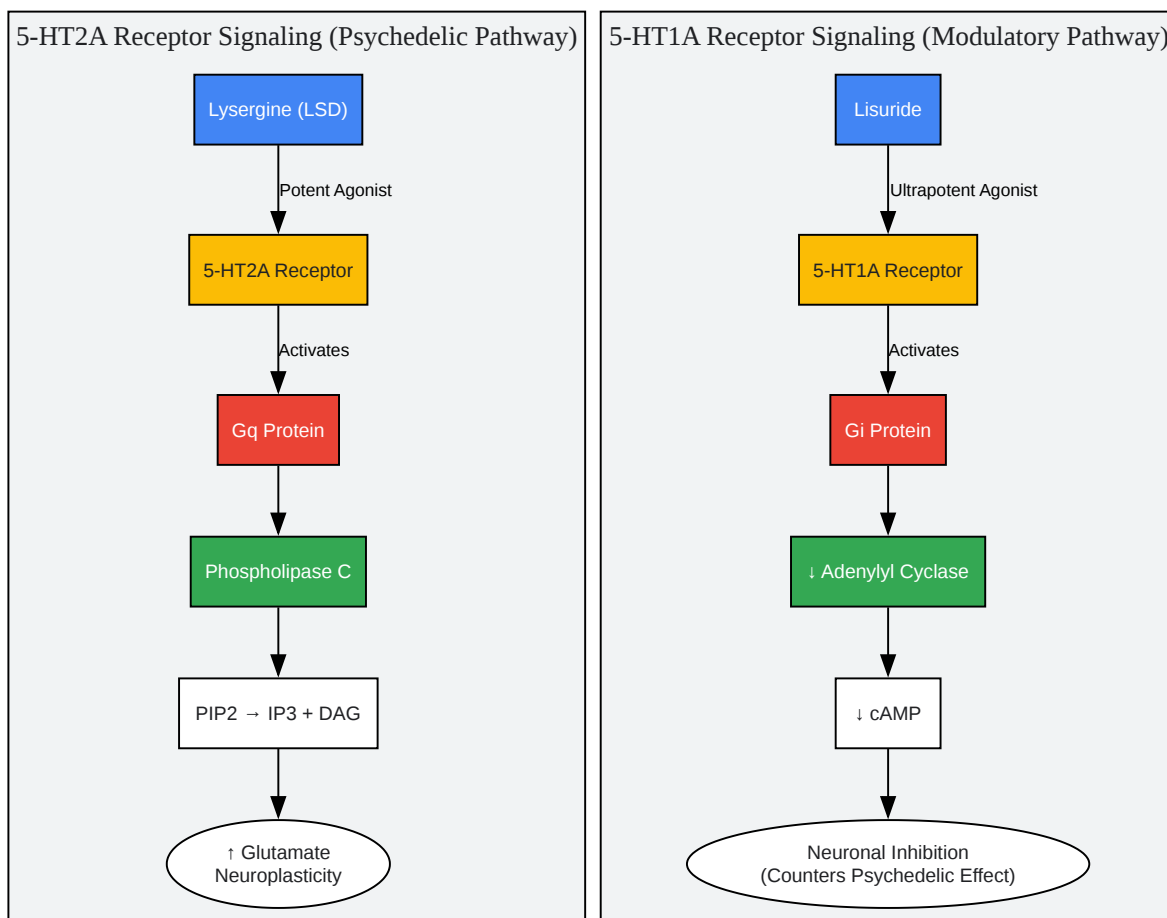 5-HT2A Receptor Signaling (Psychedelic Pathway)
Lysergine (LSD)
Potent Agonist
5-HT2A Receptor
Activates
Gq Protein
Phospholipase C
PIP2 → IP3 + DAG
↑ Glutamate
Neuroplasticity
5-HT1A Receptor Signaling (Modulatory Pathway)
Lisuride
Ultrapotent Agonist
5-HT1A Receptor
Activates
Gi Protein
↓ Adenylyl Cyclase
↓ cAMP
Neuronal Inhibition
(Counters Psychedelic Effect)